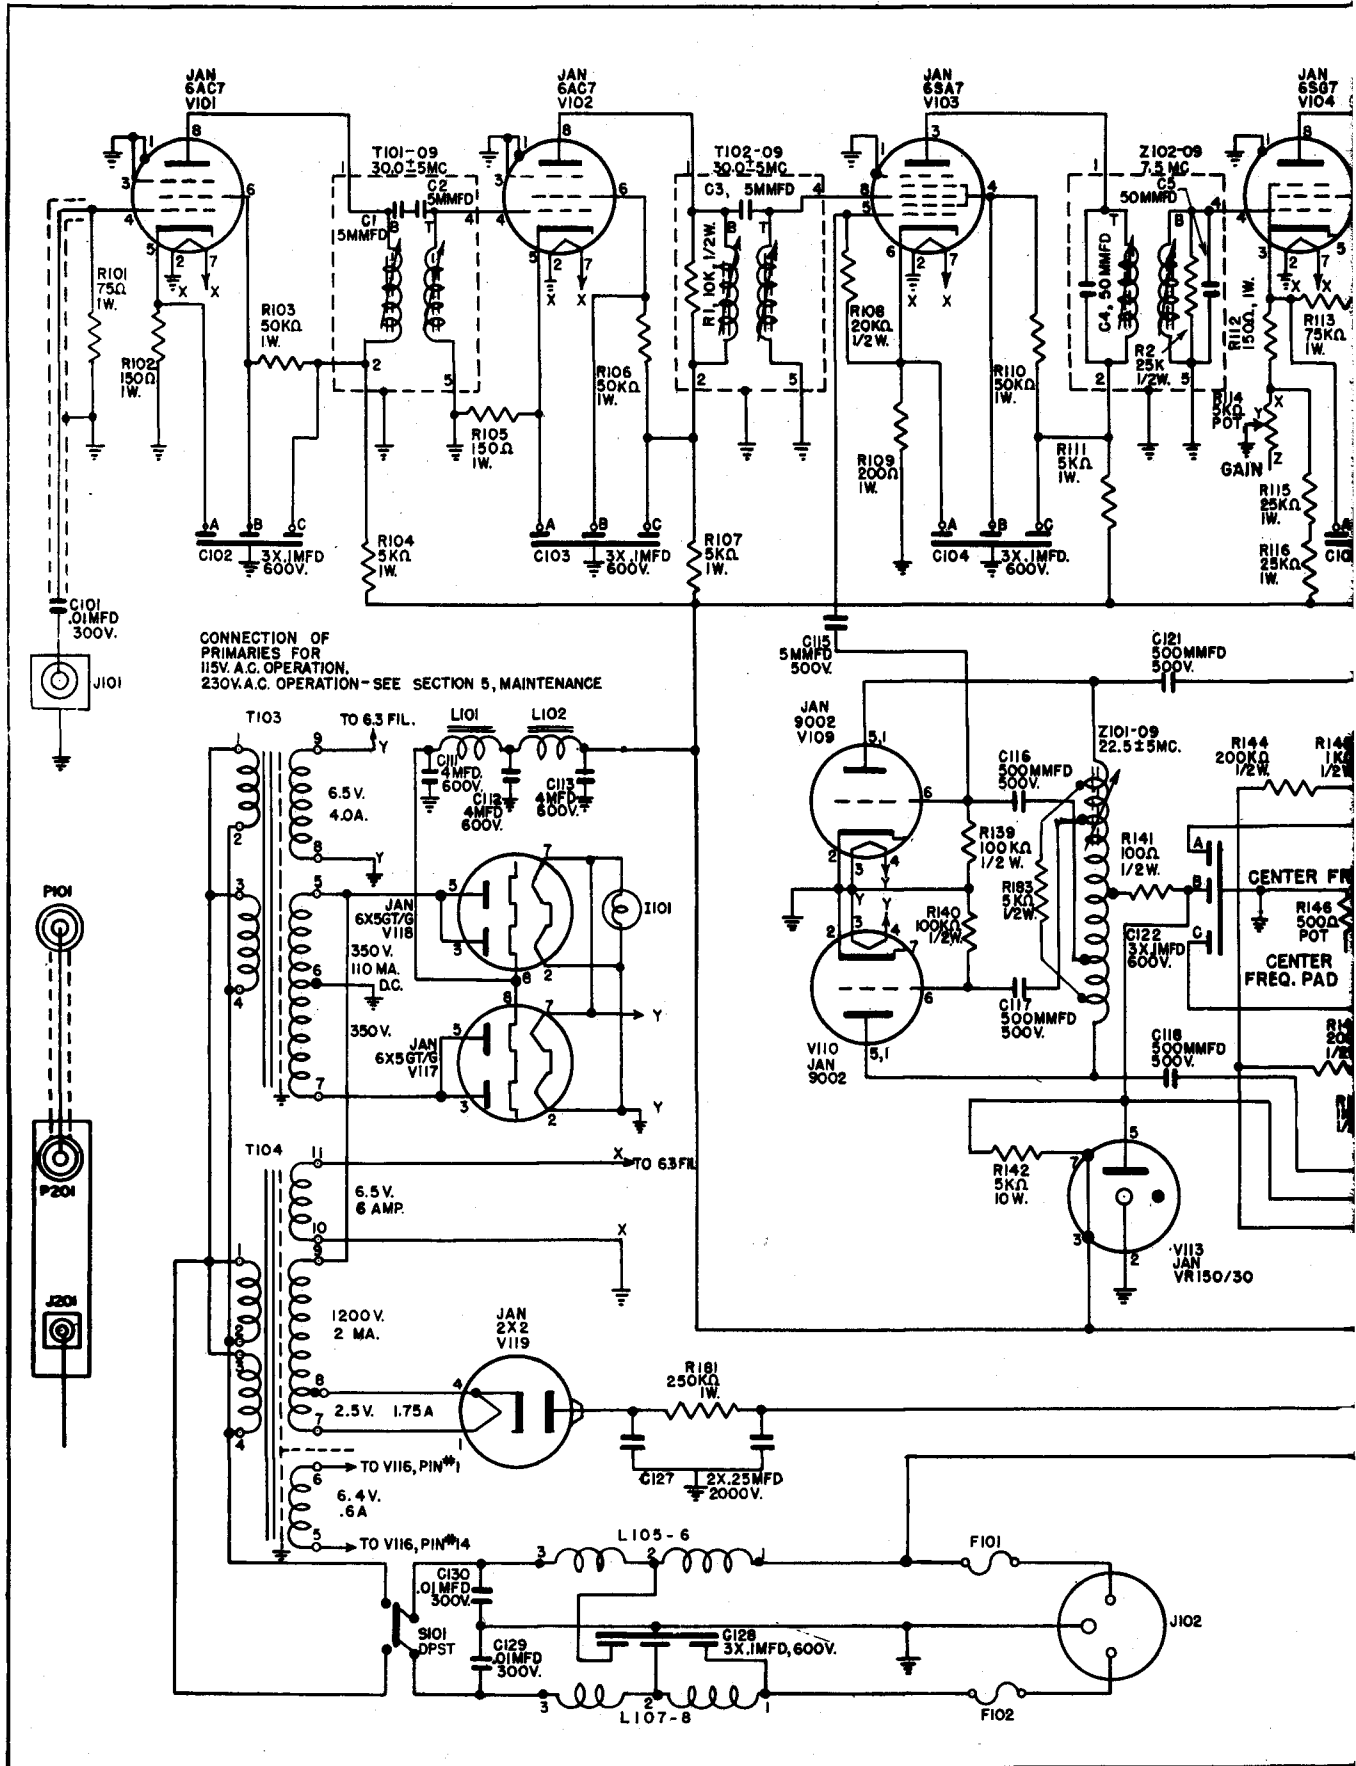 JAN
6AC7
V101
JAN
6AC7
V102
JAN
6SA7
V103
JAN
6SG7
V104
T101-09
30.0±5MC
C2
5MMFD
C1
5MMFD
T102-09
30.0±5MC
C3, 5MMFD
R1, 10K, 1/2W.
Z102-09
7.5 MC
C5
50MMFD
C4, 50MMFD
R2
25K
1/2W.
R101
75Ω
1W.
R102
150Ω
1W.
R103
50KΩ
1W.
R105
150Ω
1W.
R106
50KΩ
1W.
R108
20KΩ
1/2W.
R109
200Ω
1W.
R110
50KΩ
1W.
R111
5KΩ
1W.
R112
150Ω, 1W.
R113
75KΩ
1W.
R114
5KΩ
POT
GAIN
R115
25KΩ
1W.
R116
25KΩ
1W.
A B C
C102
3X.1MFD
600V.
R104
5KΩ
1W.
A B C
C103
3X.1MFD
600V.
R107
5KΩ
1W.
A B C
C104
3X.1MFD.
600V.
C101
.01MFD
300V.
J101
CONNECTION OF
PRIMARIES FOR
115V. A.C. OPERATION.
230V. A.C. OPERATION-SEE SECTION 5, MAINTENANCE
C115
5MMFD
500V.
C121
500MMFD
500V.
T103
TO 6.3 FIL.
Y
L101
L102
C111
4MFD.
600V.
C112
4MFD
600V.
C113
4MFD
600V.
6.5V.
4.0A.
JAN
9002
V109
Z101-09
22.5±5MC.
C116
500MMFD
500V.
R144
200KΩ
1/2W.
R139
100KΩ
1/2W.
R183
5KΩ
1/2W.
R141
100Ω
1/2W.
R140
100KΩ
1/2W.
CENTER FR
R146
500Ω
POT
CENTER
FREQ. PAD
C122
3X.1MFD
600V.
C117
500MMFD
500V.
C118
500MMFD
500V.
V110
JAN
9002
P101
P201
J201
JAN
6X5GT/G
V118
I101
350V.
110 MA.
D.C.
350V.
JAN
6X5GT/G
V117
T104
X
TO 6.3 FIL
6.5V.
6 AMP.
X
R142
5KΩ
10W.
V113
JAN
VR150/30
1200V.
2 MA.
JAN
2X2
V119
2.5V. 1.75A
R181
250KΩ
1W.
C127
2X.25MFD
2000V.
TO V116, PIN#1
6.4V.
.6A
TO V116, PIN#14
L105-6
F101
C130
.01MFD
300V.
S101
DPST
C129
.01MFD
300V.
C128
3X.1MFD, 600V.
J102
L107-8
F102